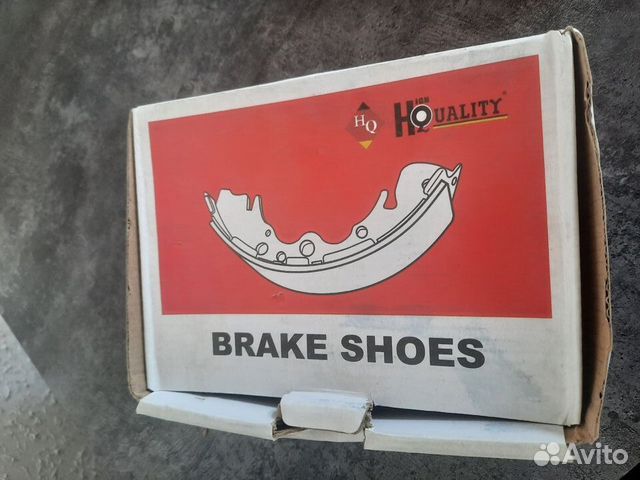 HQ
HIGH QUALITY®
BRAKE SHOES
Avito